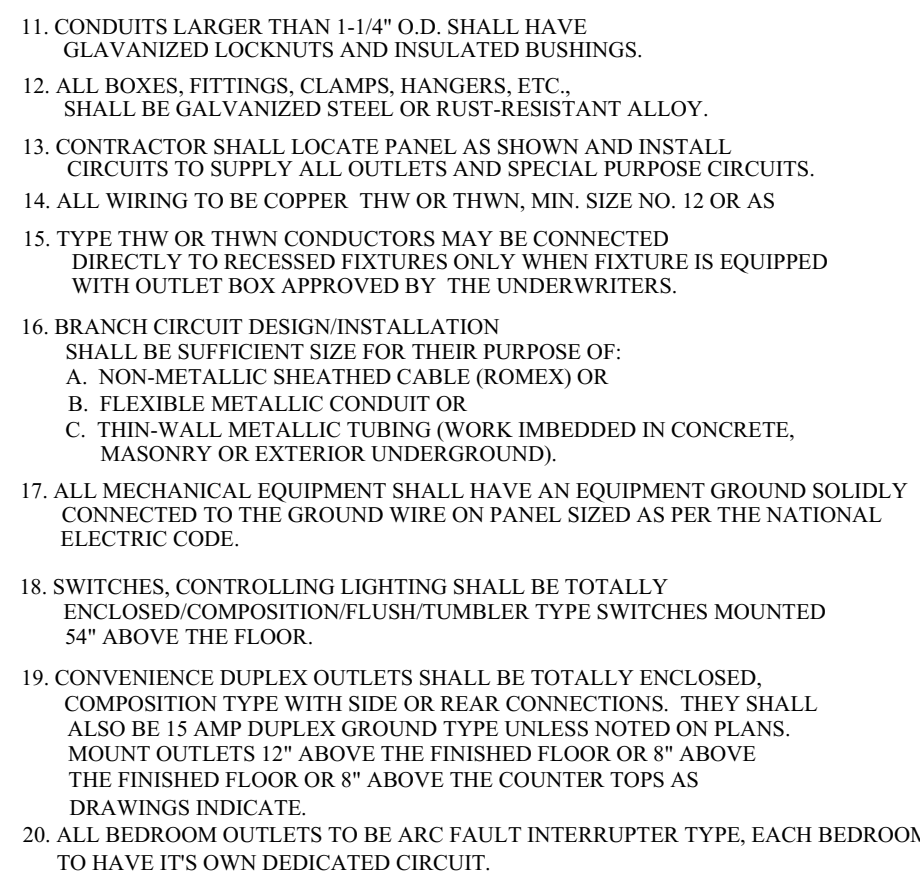 11. CONDUITS LARGER THAN 1-1/4" O.D. SHALL HAVE
GLAVANIZED LOCKNUTS AND INSULATED BUSHINGS.
12. ALL BOXES, FITTINGS, CLAMPS, HANGERS, ETC.,
SHALL BE GALVANIZED STEEL OR RUST-RESISTANT ALLOY.
13. CONTRACTOR SHALL LOCATE PANEL AS SHOWN AND INSTALL
CIRCUITS TO SUPPLY ALL OUTLETS AND SPECIAL PURPOSE CIRCUITS.
14. ALL WIRING TO BE COPPER THW OR THWN, MIN. SIZE NO. 12 OR AS
15. TYPE THW OR THWN CONDUCTORS MAY BE CONNECTED
DIRECTLY TO RECESSED FIXTURES ONLY WHEN FIXTURE IS EQUIPPED
WITH OUTLET BOX APPROVED BY THE UNDERWRITERS.
16. BRANCH CIRCUIT DESIGN/INSTALLATION
SHALL BE SUFFICIENT SIZE FOR THEIR PURPOSE OF:
A. NON-METALLIC SHEATHED CABLE (ROMEX) OR
B. FLEXIBLE METALLIC CONDUIT OR
C. THIN-WALL METALLIC TUBING (WORK IMBEDDED IN CONCRETE,
MASONRY OR EXTERIOR UNDERGROUND).
17. ALL MECHANICAL EQUIPMENT SHALL HAVE AN EQUIPMENT GROUND SOLIDLY
CONNECTED TO THE GROUND WIRE ON PANEL SIZED AS PER THE NATIONAL
ELECTRIC CODE.
18. SWITCHES, CONTROLLING LIGHTING SHALL BE TOTALLY
ENCLOSED/COMPOSITION/FLUSH/TUMBLER TYPE SWITCHES MOUNTED
54" ABOVE THE FLOOR.
19. CONVENIENCE DUPLEX OUTLETS SHALL BE TOTALLY ENCLOSED,
COMPOSITION TYPE WITH SIDE OR REAR CONNECTIONS. THEY SHALL
ALSO BE 15 AMP DUPLEX GROUND TYPE UNLESS NOTED ON PLANS.
MOUNT OUTLETS 12" ABOVE THE FINISHED FLOOR OR 8" ABOVE
THE FINISHED FLOOR OR 8" ABOVE THE COUNTER TOPS AS
DRAWINGS INDICATE.
20. ALL BEDROOM OUTLETS TO BE ARC FAULT INTERRUPTER TYPE, EACH BEDROOM
TO HAVE IT'S OWN DEDICATED CIRCUIT.